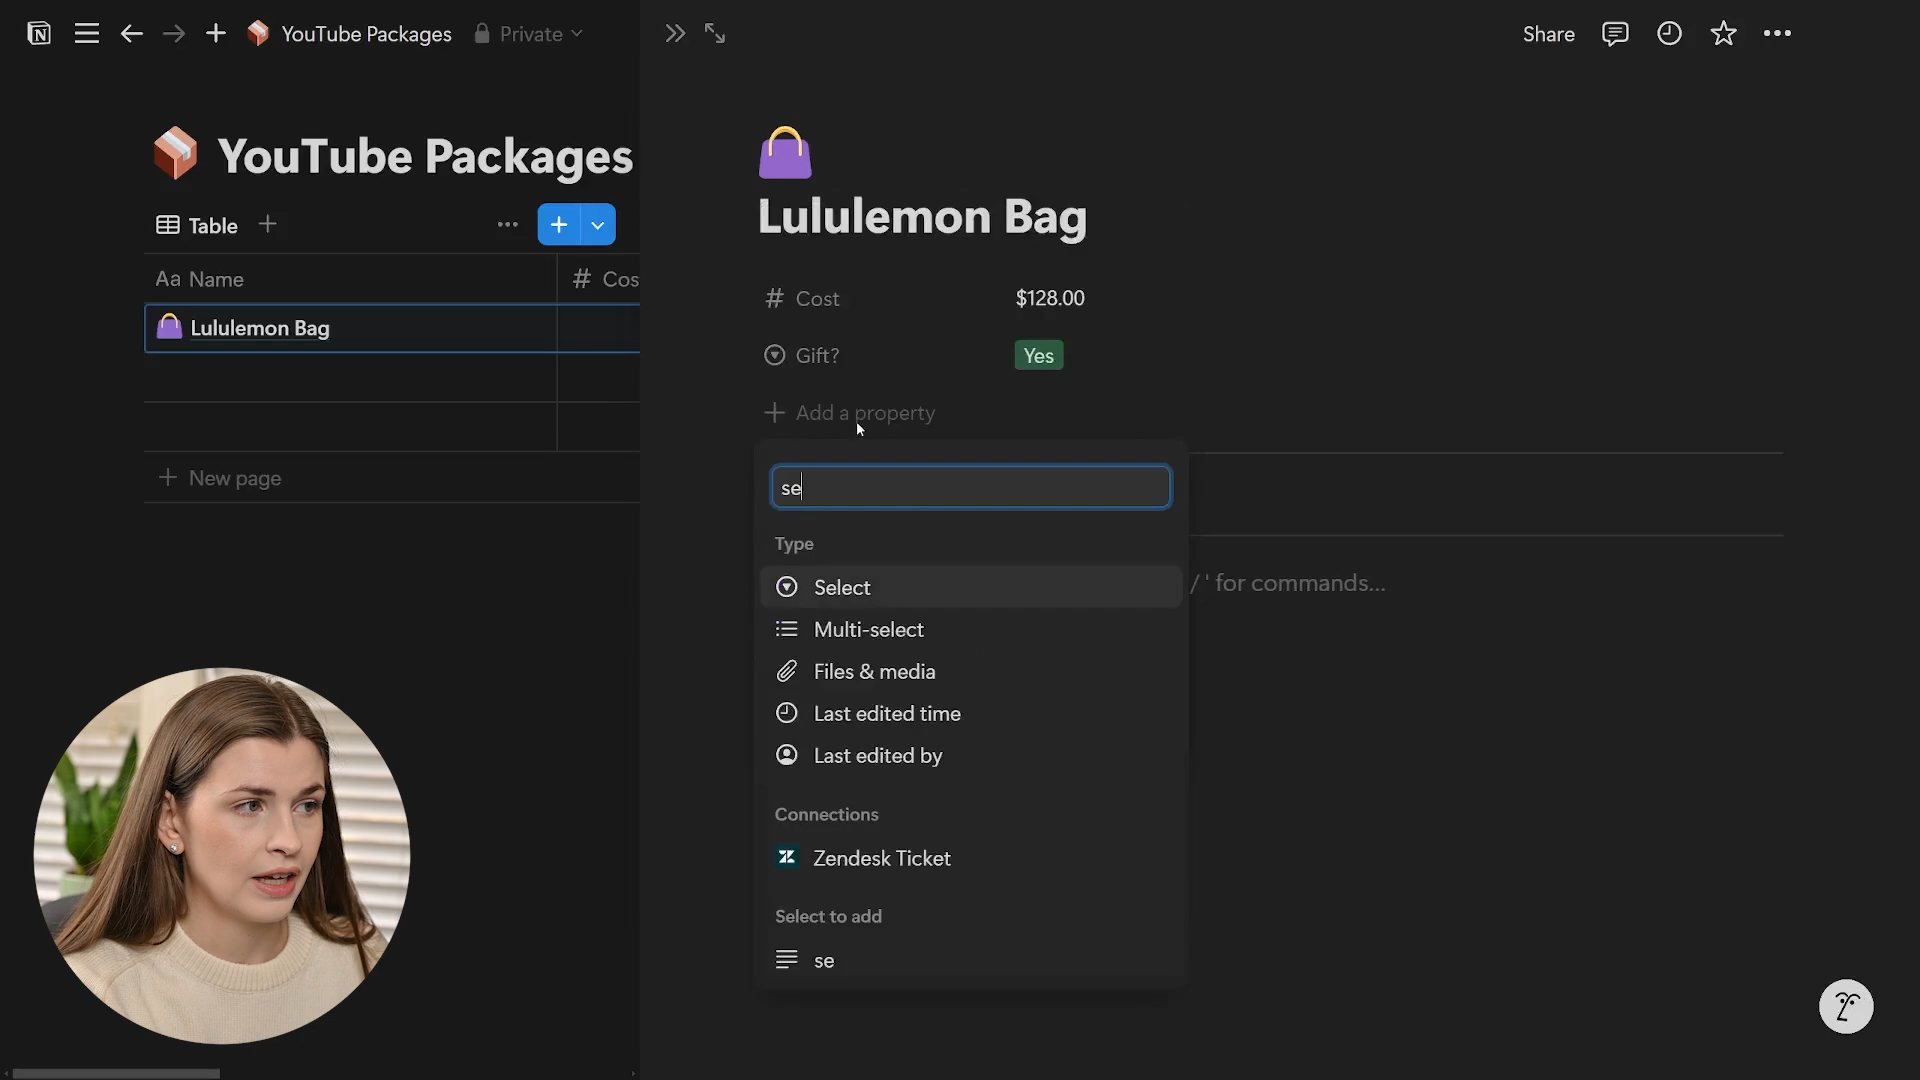 YouTube Packages
Private
Share
YouTube Packages
Table
Aa Name
# Cos
Lululemon Bag
New page
Lululemon Bag
# Cost
$128.00
Gift?
Yes
Add a property
se
Type
Select
Multi-select
Files & media
Last edited time
Last edited by
Connections
Zendesk Ticket
Select to add
se
/' for commands...